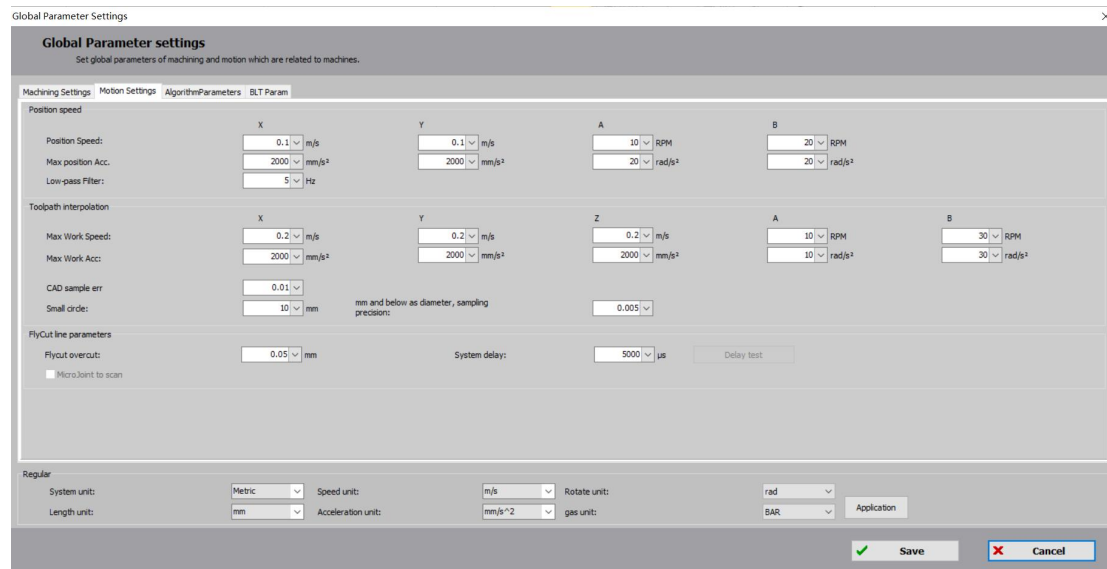 Global Parameter Settings
Global Parameter settings
Set global parameters of machining and motion which are related to machines.
Machining Settings Motion Settings AlgorithmParameters BLT Param
Position speed
X Y A B
Position Speed: 0.1 m/s 0.1 m/s 10 RPM 20 RPM
Max position Acc. 2000 mm/s² 2000 mm/s² 20 rad/s² 20 rad/s²
Low-pass Filter: 5 Hz
Toolpath interpolation
X Y Z A B
Max Work Speed: 0.2 m/s 0.2 m/s 0.2 m/s 10 RPM 30 RPM
Max Work Acc: 2000 mm/s² 2000 mm/s² 2000 mm/s² 10 rad/s² 30 rad/s²
CAD sample err 0.01
Small circle: 10 mm mm and below as diameter, sampling
precision: 0.005
FlyCut line parameters
Flycut overcut: 0.05 mm System delay: 5000 µs Delay test
MicroJoint to scan
Regular
System unit: Metric Speed unit: m/s Rotate unit: rad
Length unit: mm Acceleration unit: mm/s^2 gas unit: BAR Application
Save Cancel